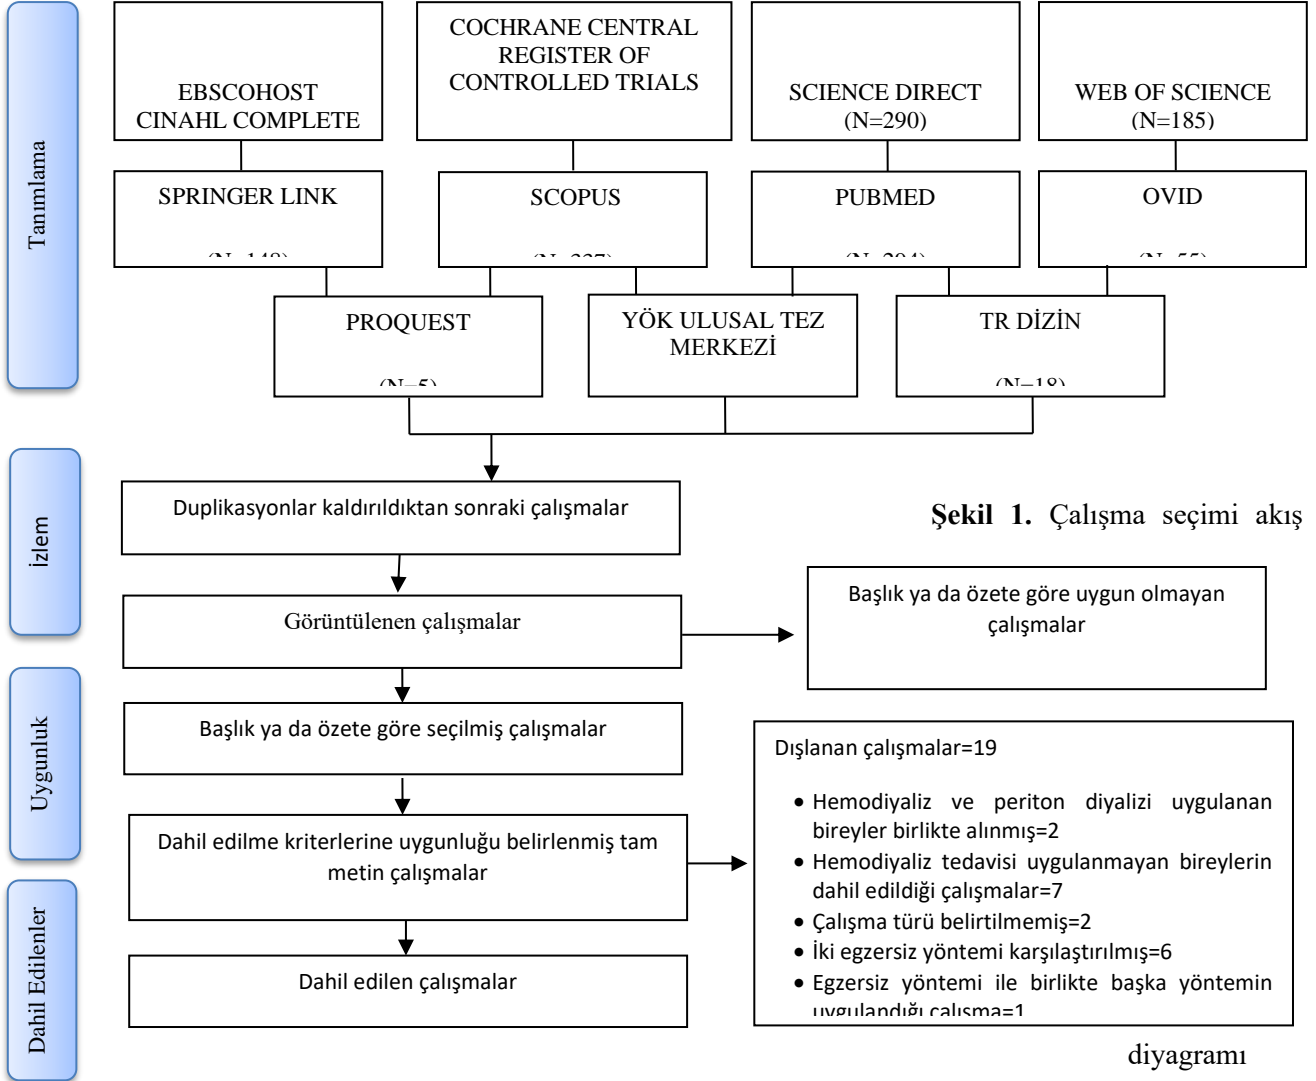 Tanımlama
EBSCOHOST
CINAHL COMPLETE
COCHRANE CENTRAL
REGISTER OF
CONTROLLED TRIALS
SCIENCE DIRECT
(N=290)
WEB OF SCIENCE
(N=185)
SPRINGER LINK
SCOPUS
PUBMED
OVID
PROQUEST
(N=5)
YÖK ULUSAL TEZ
MERKEZİ
TR DİZİN
(N=18)
İzlem
Duplikasyonlar kaldırıldıktan sonraki çalışmalar
Şekil 1. Çalışma seçimi akış
Görüntülenen çalışmalar
Başlık ya da özete göre uygun olmayan
çalışmalar
Uygunluk
Başlık ya da özete göre seçilmiş çalışmalar
Dahil edilme kriterlerine uygunluğu belirlenmiş tam
metin çalışmalar
Dışlanan çalışmalar=19
• Hemodiyaliz ve periton diyalizi uygulanan
bireyler birlikte alınmış=2
• Hemodiyaliz tedavisi uygulanmayan bireylerin
dahil edildiği çalışmalar=7
• Çalışma türü belirtilmemiş=2
• İki egzersiz yöntemi karşılaştırılmış=6
• Egzersiz yöntemi ile birlikte başka yöntemin
uygulandığı çalışma=1
Dahil Edilenler
Dahil edilen çalışmalar
diyagramı